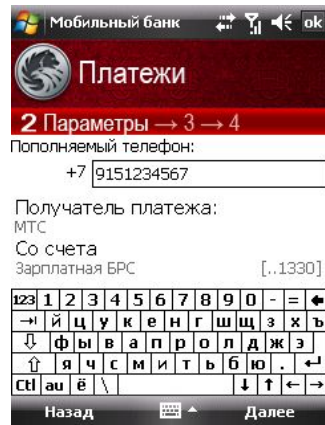 Мобильный банк ok
Платежи
2 Параметры → 3 → 4
Пополняемый телефон:
+7 9151234567
Получатель платежа:
МТС
Со счета
Зарплатная БРС [..1330]
123 1 2 3 4 5 6 7 8 9 0 - =
й ц у к е н г ш щ з х ъ
ф ы в а п р о л д ж э
я ч с м и т ь б ю .
Ctl au ё \ ↓ ↑ ← →
Назад Далее